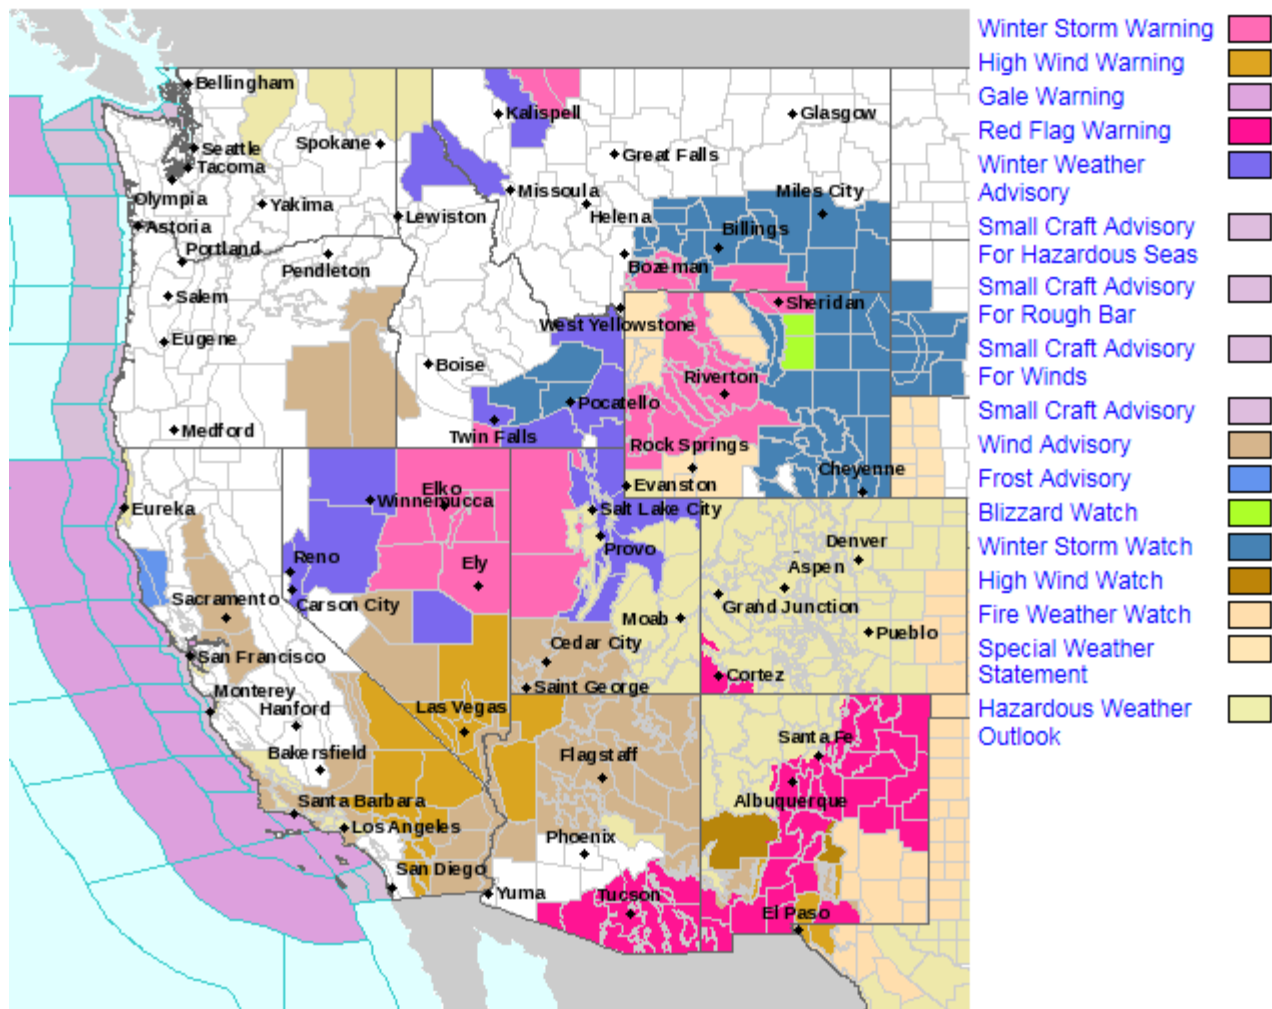 Winter Storm Warning
High Wind Warning
Gale Warning
Red Flag Warning
Winter Weather
Advisory
Small Craft Advisory
For Hazardous Seas
Small Craft Advisory
For Rough Bar
Small Craft Advisory
For Winds
Small Craft Advisory
Wind Advisory
Frost Advisory
Blizzard Watch
Winter Storm Watch
High Wind Watch
Fire Weather Watch
Special Weather
Statement
Hazardous Weather
Outlook
Bellingham
Kalispell
Glasgow
Seattle
Spokane
Great Falls
Tacoma
Missoula
Miles City
Olympia
Yakima
Lewiston
Helena
Astoria
Billings
Portland
Pendleton
Bozeman
Salem
Sheridan
West Yellowstone
Eugene
Boise
Riverton
Pocatello
Medford
Twin Falls
Rock Springs
Cheyenne
Evanston
Elko
Winnemucca
Eureka
Salt Lake City
Reno
Provo
Denver
Ely
Aspen
Sacramento
Carson City
Grand Junction
Moab
Pueblo
Cedar City
San Francisco
Cortez
Monterey
Saint George
Hanford
Las Vegas
Santa Fe
Bakersfield
Flagstaff
Santa Barbara
Albuquerque
Los Angeles
Phoenix
San Diego
Yuma
Tucson
El Paso